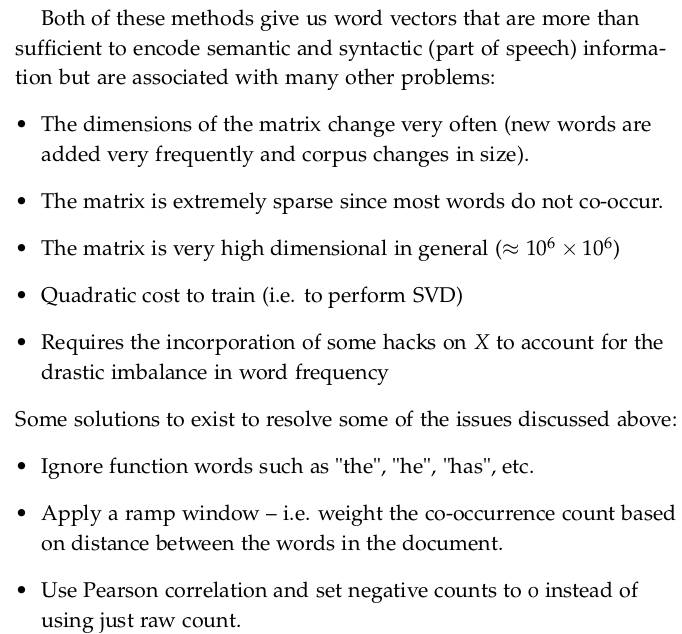 Both of these methods give us word vectors that are more than
sufficient to encode semantic and syntactic (part of speech) informa-
tion but are associated with many other problems:
• The dimensions of the matrix change very often (new words are
added very frequently and corpus changes in size).
• The matrix is extremely sparse since most words do not co-occur.
• The matrix is very high dimensional in general (≈ 10⁶ × 10⁶)
• Quadratic cost to train (i.e. to perform SVD)
• Requires the incorporation of some hacks on X to account for the
drastic imbalance in word frequency
Some solutions to exist to resolve some of the issues discussed above:
• Ignore function words such as "the", "he", "has", etc.
• Apply a ramp window – i.e. weight the co-occurrence count based
on distance between the words in the document.
• Use Pearson correlation and set negative counts to 0 instead of
using just raw count.